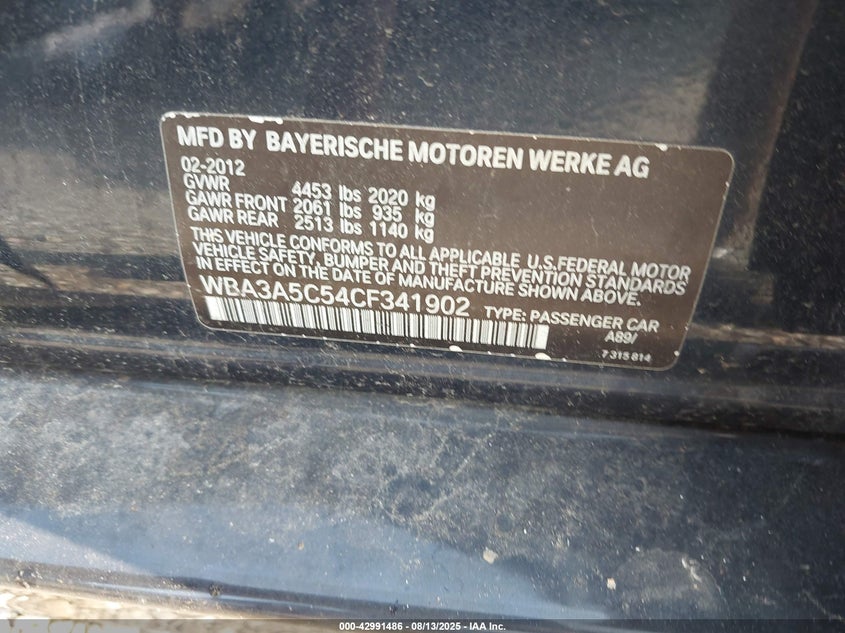 MFD BY BAYERISCHE MOTOREN WERKE AG
02-2012
GVWR 4453 lbs 2020 kg
GAWR FRONT 2061 lbs 935 kg
GAWR REAR 2513 lbs 1140 kg
THIS VEHICLE CONFORMS TO ALL APPLICABLE U.S.FEDERAL MOTOR
VEHICLE SAFETY, BUMPER AND THEFT PREVENTION STANDARDS
IN EFFECT ON THE DATE OF MANUFACTURE SHOWN ABOVE.
WBA3A5C54CF341902 TYPE: PASSENGER CAR
A89/
7 315 814
000-42991486 - 08/13/2025 - IAA Inc.